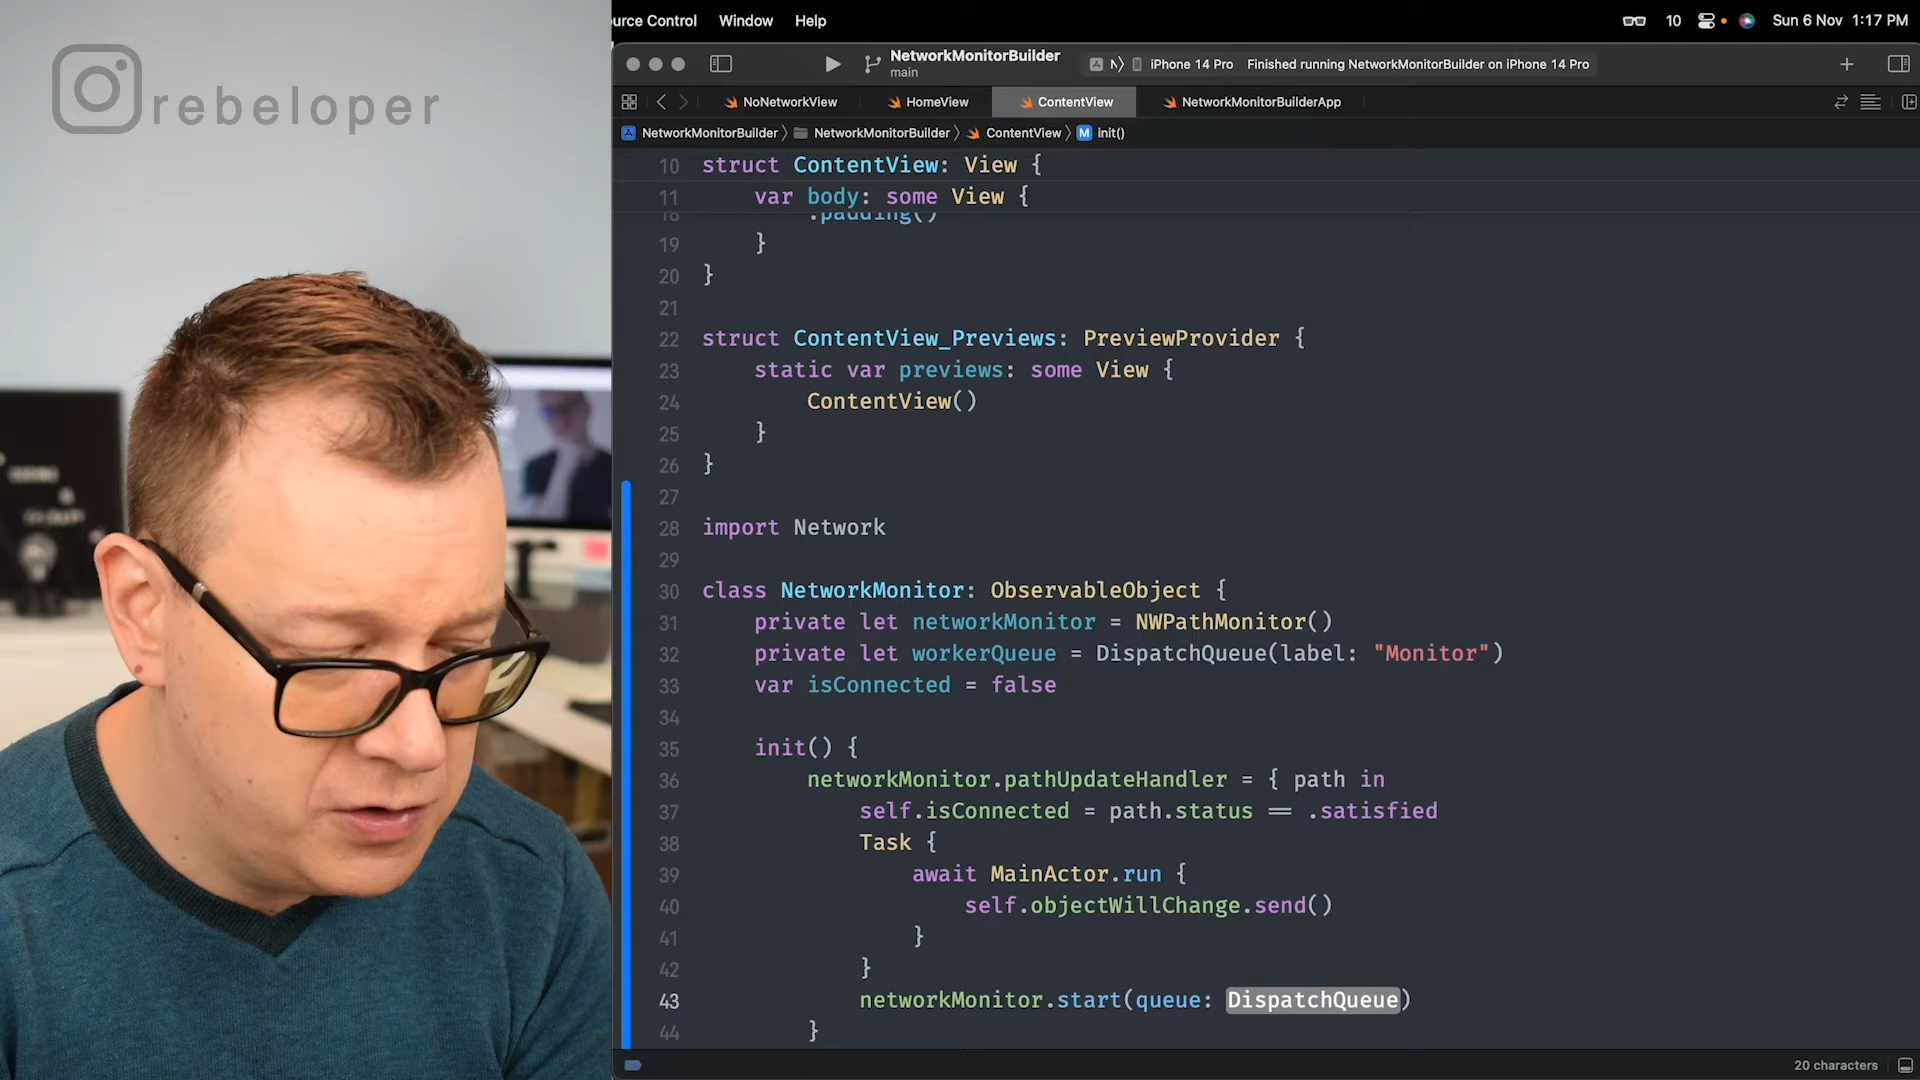 rebeloper
urce Control Window Help
10 Sun 6 Nov 1:17 PM
NetworkMonitorBuilder
main
iPhone 14 Pro Finished running NetworkMonitorBuilder on iPhone 14 Pro
NoNetworkView HomeView ContentView NetworkMonitorBuilderApp
NetworkMonitorBuilder NetworkMonitorBuilder ContentView M init()
10 struct ContentView: View {
11 var body: some View {
18 .padding()
19 }
20 }
21
22 struct ContentView_Previews: PreviewProvider {
23 static var previews: some View {
24 ContentView()
25 }
26 }
27
28 import Network
29
30 class NetworkMonitor: ObservableObject {
31 private let networkMonitor = NWPathMonitor()
32 private let workerQueue = DispatchQueue(label: "Monitor")
33 var isConnected = false
34
35 init() {
36 networkMonitor.pathUpdateHandler = { path in
37 self.isConnected = path.status == .satisfied
38 Task {
39 await MainActor.run {
40 self.objectWillChange.send()
41 }
42 }
43 networkMonitor.start(queue: DispatchQueue)
44 }
20 characters